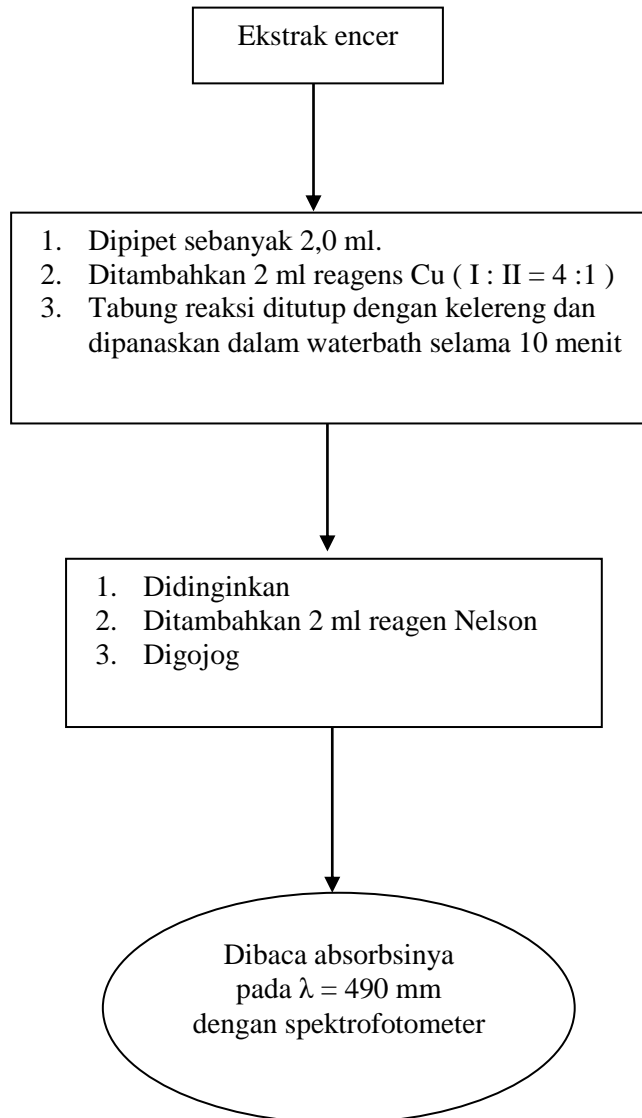 Ekstrak encer
1. Dipipet sebanyak 2,0 ml.
2. Ditambahkan 2 ml reagens Cu ( I : II = 4 :1 )
3. Tabung reaksi ditutup dengan kelereng dan
dipanaskan dalam waterbath selama 10 menit
1. Didinginkan
2. Ditambahkan 2 ml reagen Nelson
3. Digojog
Dibaca absorbsinya
pada λ = 490 mm
dengan spektrofotometer